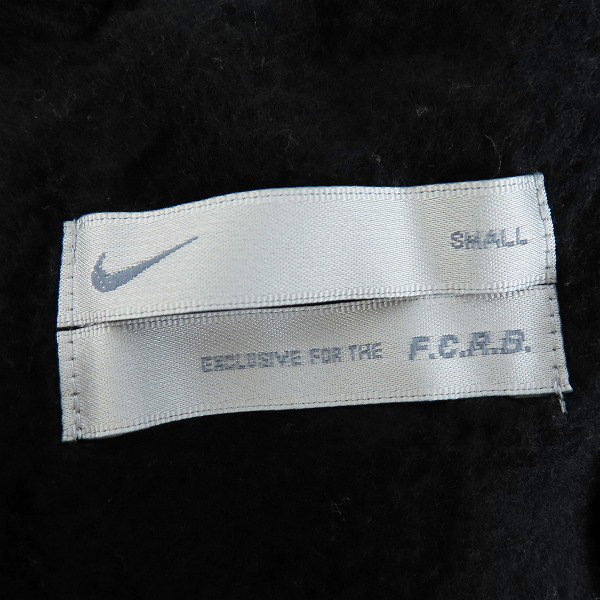 SMALL
EXCLUSIVE FOR THE F.C.R.B.